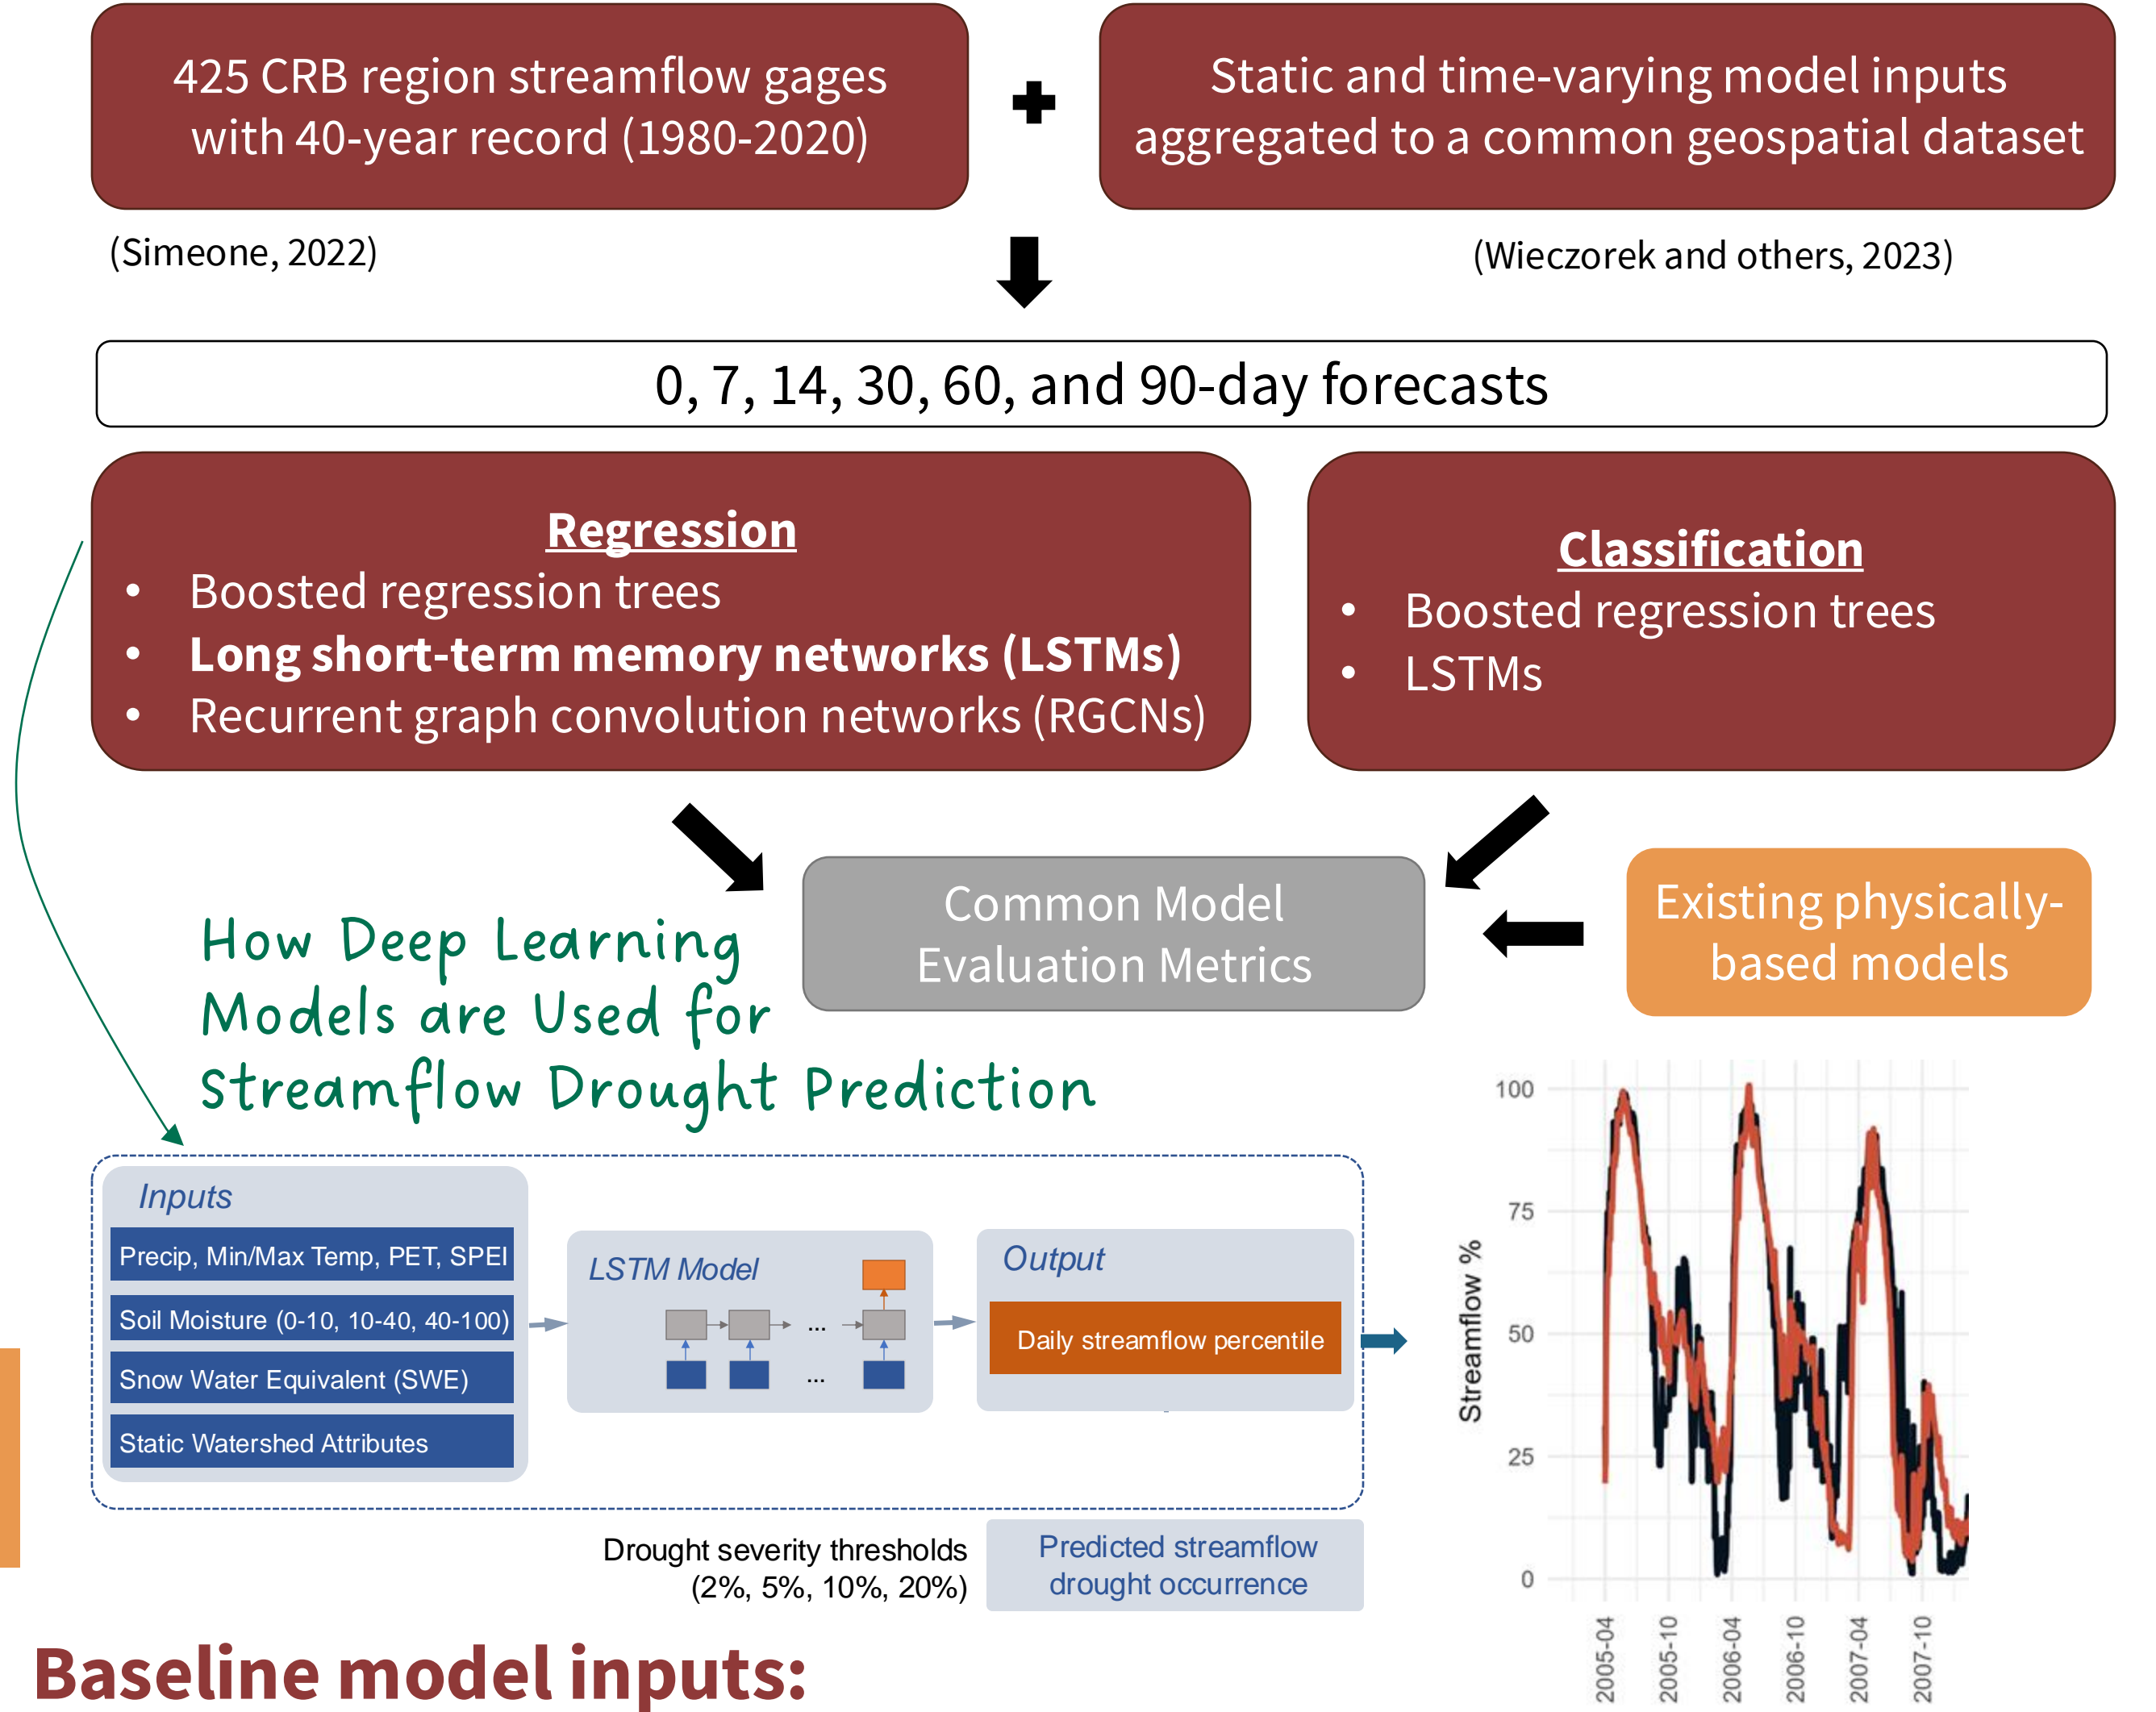 425 CRB region streamflow gages
with 40-year record (1980-2020)
Static and time-varying model inputs
aggregated to a common geospatial dataset
(Simeone, 2022)
(Wieczorek and others, 2023)
0, 7, 14, 30, 60, and 90-day forecasts
Regression
• Boosted regression trees
• Long short-term memory networks (LSTMs)
• Recurrent graph convolution networks (RGCNs)
Classification
• Boosted regression trees
• LSTMs
Common Model
Evaluation Metrics
Existing physically-
based models
How Deep Learning
Models are Used for
Streamflow Drought Prediction
Inputs
Precip, Min/Max Temp, PET, SPEI
Soil Moisture (0-10, 10-40, 40-100)
Snow Water Equivalent (SWE)
Static Watershed Attributes
LSTM Model
...
...
Output
Daily streamflow percentile
Drought severity thresholds
(2%, 5%, 10%, 20%)
Predicted streamflow
drought occurrence
Streamflow %
100
75
50
25
0
2005-04
2005-10
2006-04
2006-10
2007-04
2007-10
Baseline model inputs: